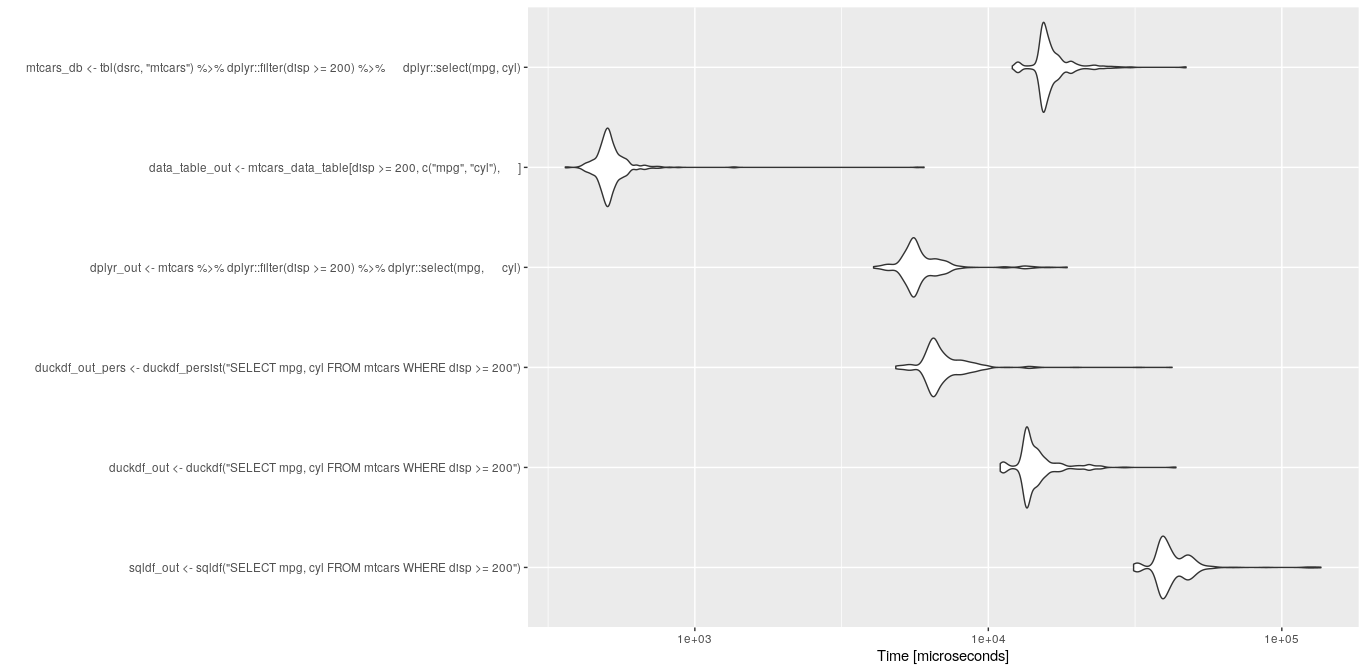 mtcars_db <- tbl(dsrc, "mtcars") %>% dplyr::filter(disp >= 200) %>%      dplyr::select(mpg, cyl)
data_table_out <- mtcars_data_table[disp >= 200, c("mpg", "cyl"),      ]
dplyr_out <- mtcars %>% dplyr::filter(disp >= 200) %>% dplyr::select(mpg,      cyl)
duckdf_out_pers <- duckdf_persist("SELECT mpg, cyl FROM mtcars WHERE disp >= 200")
duckdf_out <- duckdf("SELECT mpg, cyl FROM mtcars WHERE disp >= 200")
sqldf_out <- sqldf("SELECT mpg, cyl FROM mtcars WHERE disp >= 200")
1e+03 1e+04 1e+05
Time [microseconds]